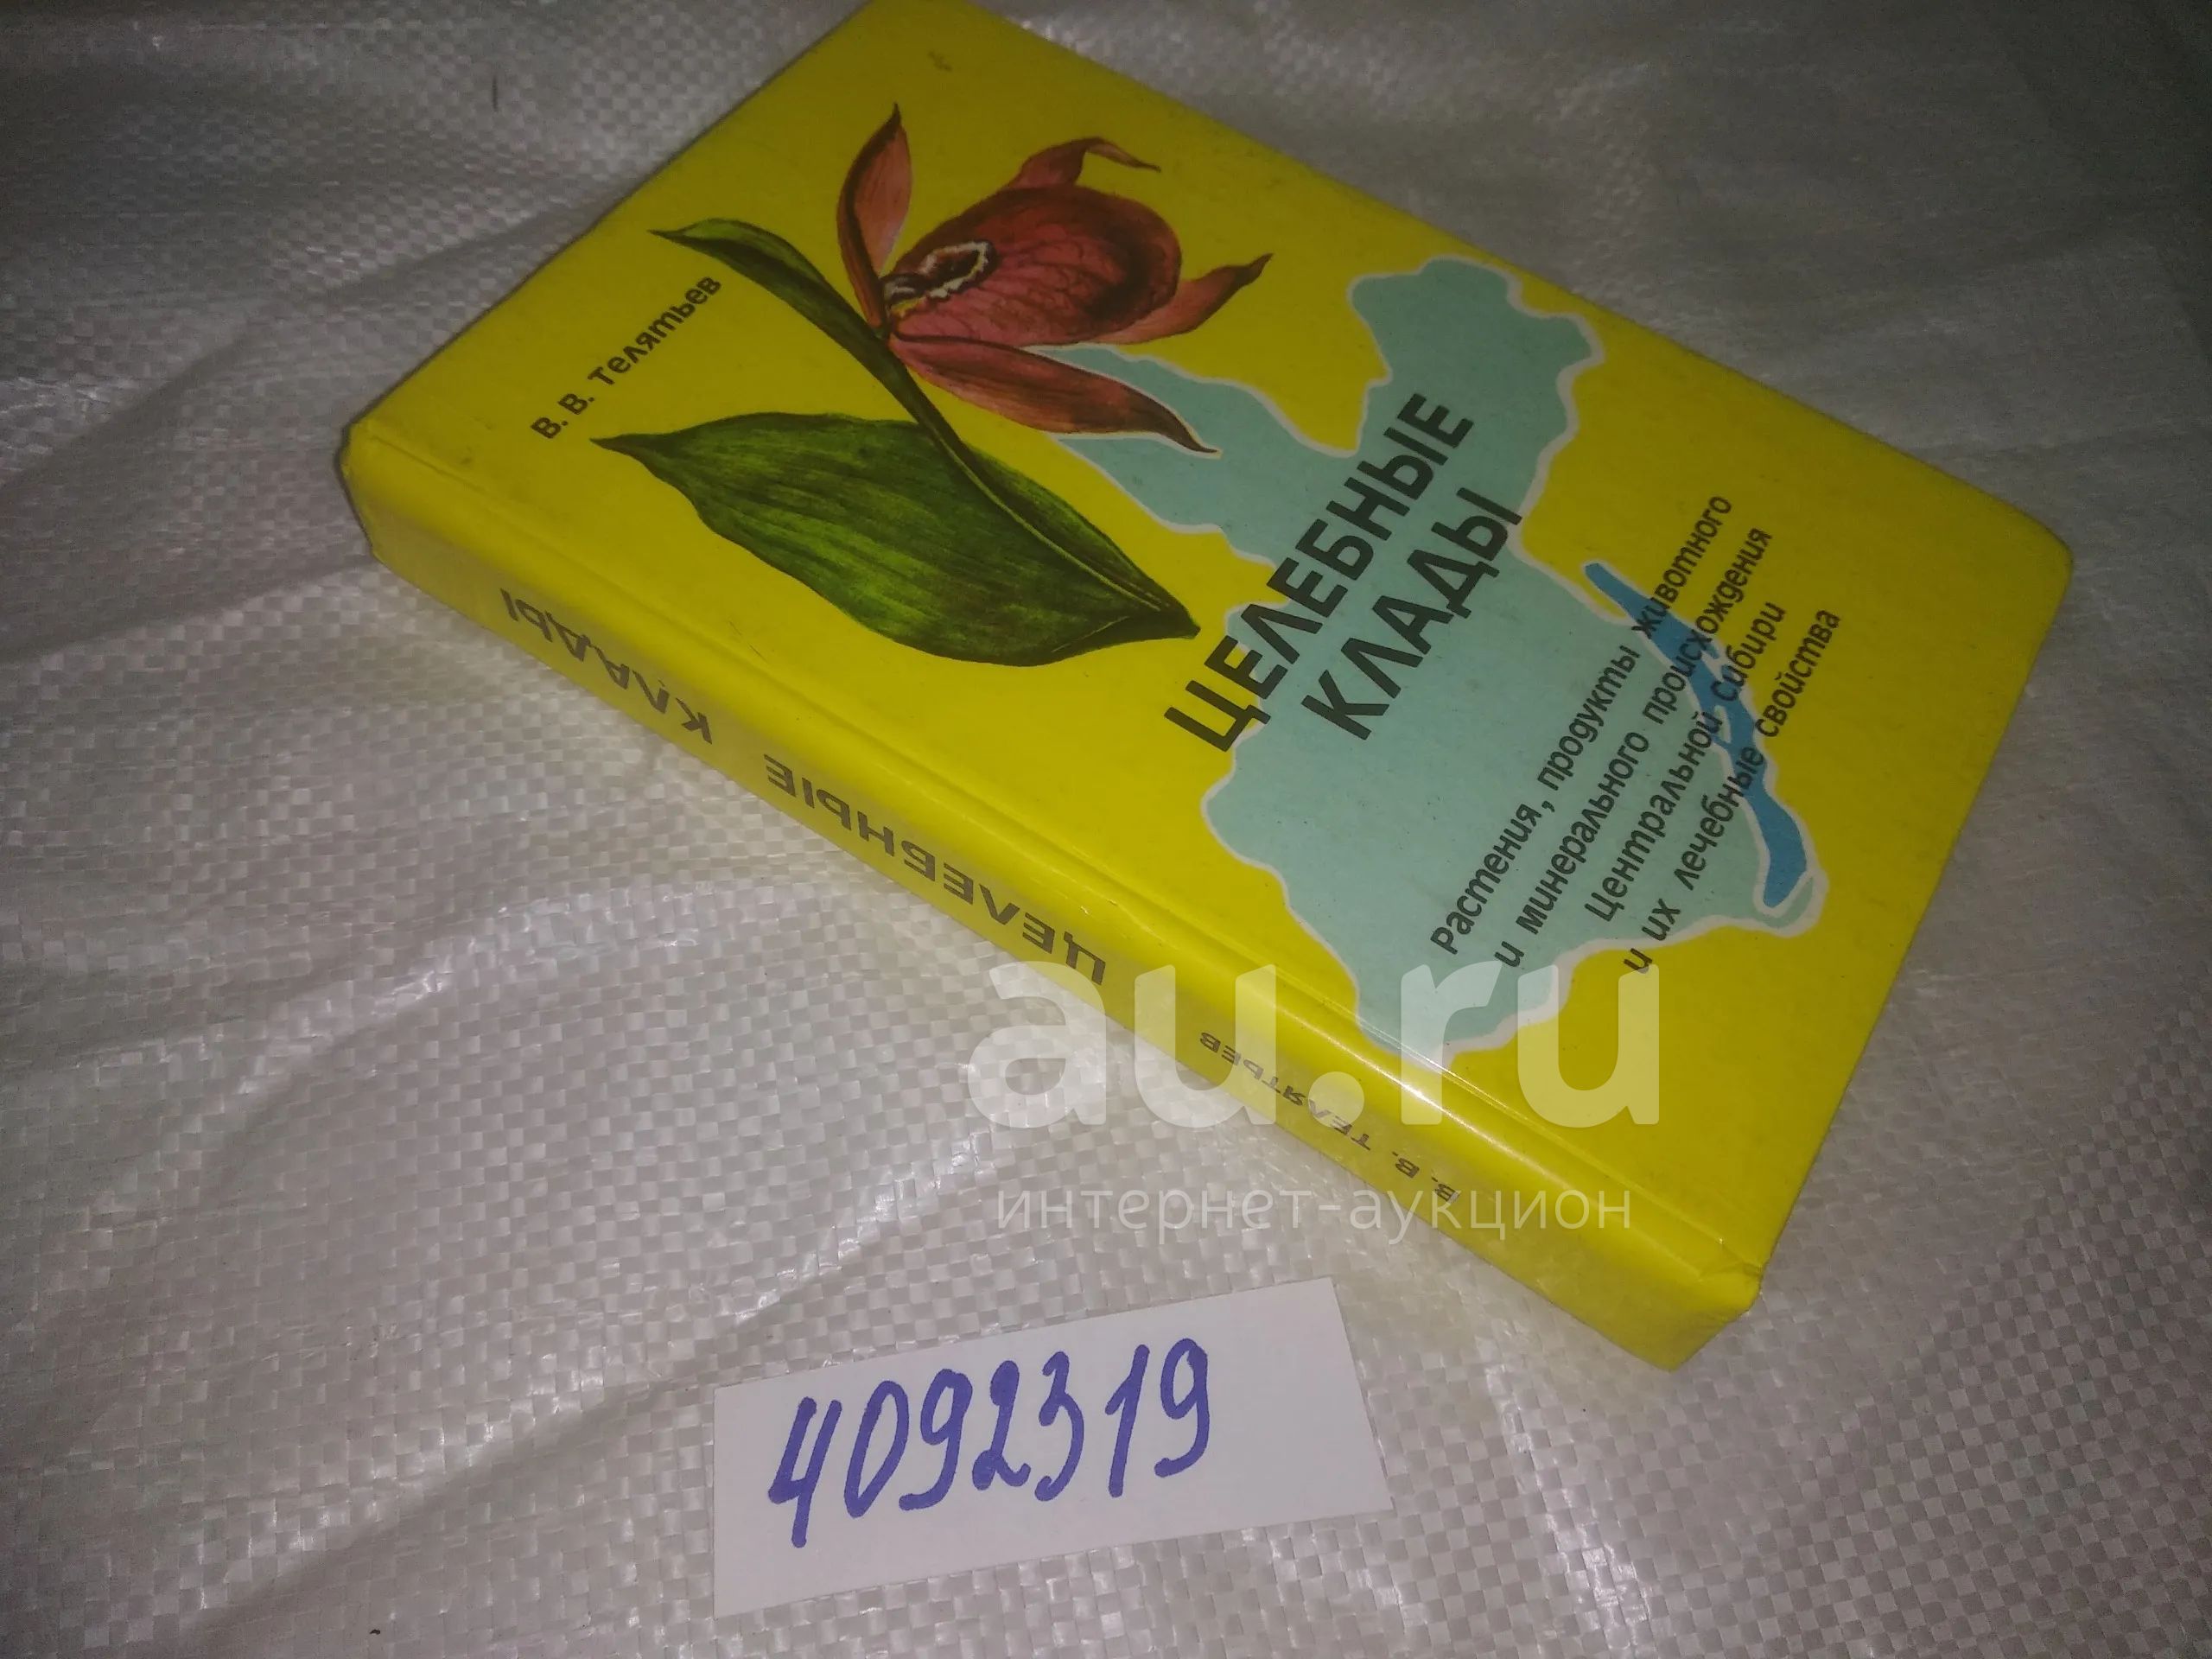 В. В. Телятьев
ЦЕЛЕБНЫЕ
КЛАДЫ
Растения, продукты животного
и минерального происхождения
Центральной Сибири
и их лечебные свойства
В. В. ТЕЛЯТЬЕВ
ЦЕЛЕБНЫЕ КЛАДЫ
au.ru
интернет-аукцион
4092319